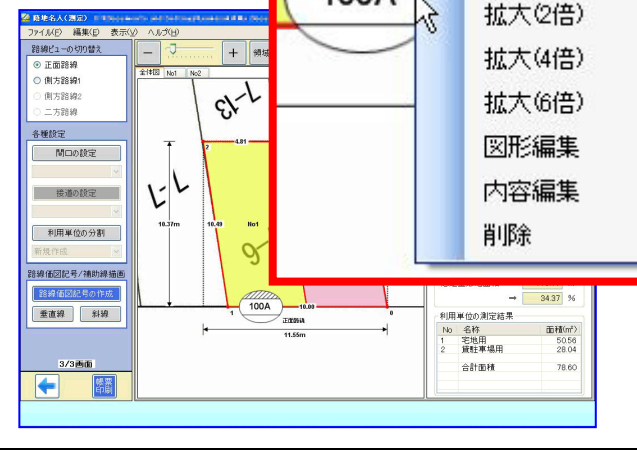 路地名人(測定)
ファイル(F) 編集(E) 表示(V) ヘルプ(H)
路線ビューの切り替え
正面路線
側方路線1
側方路線2
二方路線
各種設定
間口の設定
接道の設定
利用単位の分割
新規作成
路線価図記号/補助線描画
路線価図記号の作成
垂直線 斜線
3/3画面
帳票
印刷
全体図 No1 No2
7-13
7-7
2
4.81
10.37m
10.49
No1
1
100A
10.00
8
正面路線
11.55m
拡大(2倍)
拡大(4倍)
拡大(6倍)
図形編集
内容編集
削除
100A
→ 34.37 %
利用単位の測定結果
No 名称 面積(㎡)
1 宅地用 50.56
2 貸駐車場用 28.04
合計面積 78.60